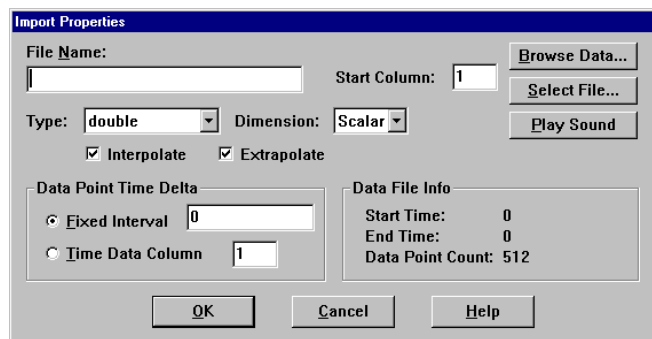 Import Properties
File Name:
Start Column: 1
Browse Data...
Select File...
Play Sound
Type: double Dimension: Scalar
Interpolate Extrapolate
Data Point Time Delta
Fixed Interval 0
Time Data Column 1
Data File Info
Start Time: 0
End Time: 0
Data Point Count: 512
OK Cancel Help